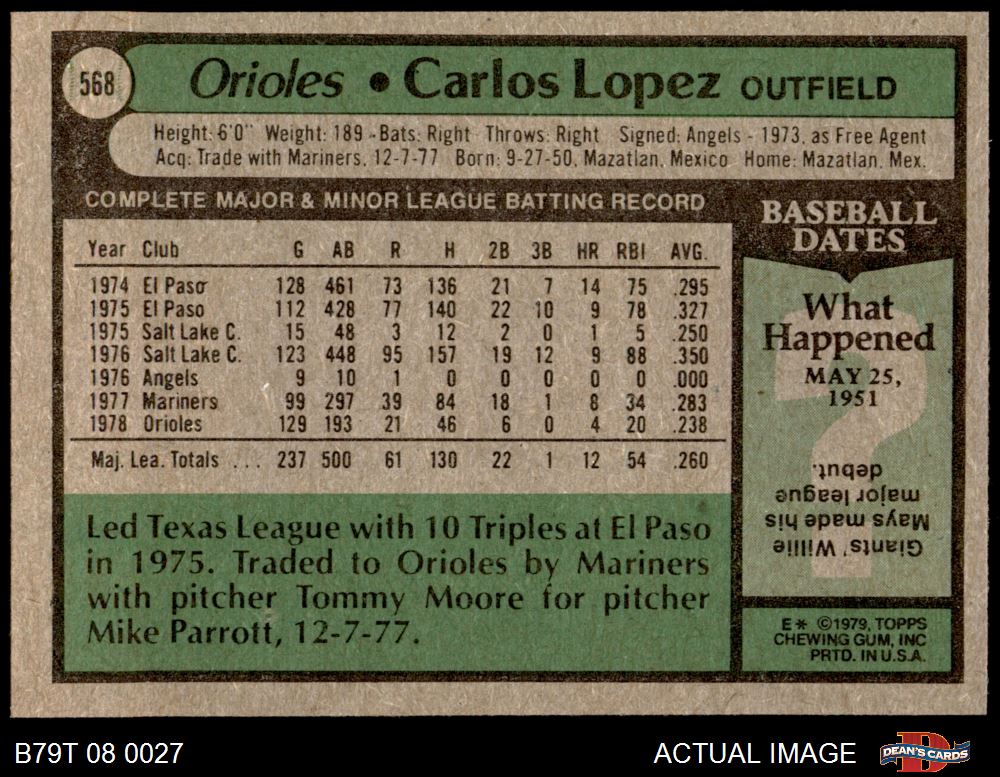 568 Orioles • Carlos Lopez OUTFIELD
Height: 6'0" Weight: 189 - Bats: Right Throws: Right Signed: Angels - 1973, as Free Agent
Acq: Trade with Mariners, 12-7-77 Born: 9-27-50, Mazatlan, Mexico Home: Mazatlan, Mex.
COMPLETE MAJOR & MINOR LEAGUE BATTING RECORD
Year Club G AB R H 2B 3B HR RBI AVG.
1974 El Paso 128 461 73 136 21 7 14 75 .295
1975 El Paso 112 428 77 140 22 10 9 78 .327
1975 Salt Lake C. 15 48 3 12 2 0 1 5 .250
1976 Salt Lake C. 123 448 95 157 19 12 9 88 .350
1976 Angels 9 10 1 0 0 0 0 0 .000
1977 Mariners 99 297 39 84 18 1 8 34 .283
1978 Orioles 129 193 21 46 6 0 4 20 .238
Maj. Lea. Totals ... 237 500 61 130 22 1 12 54 .260
Led Texas League with 10 Triples at El Paso
in 1975. Traded to Orioles by Mariners
with pitcher Tommy Moore for pitcher
Mike Parrott, 12-7-77.
BASEBALL
DATES
What
Happened
MAY 25,
1951
?
Giants' Willie
Mays made his
major league
debut.
E* ©1979, TOPPS
CHEWING GUM, INC
PRTD. IN U.S.A.
B79T 08 0027
ACTUAL IMAGE
D
DEAN'S CARDS